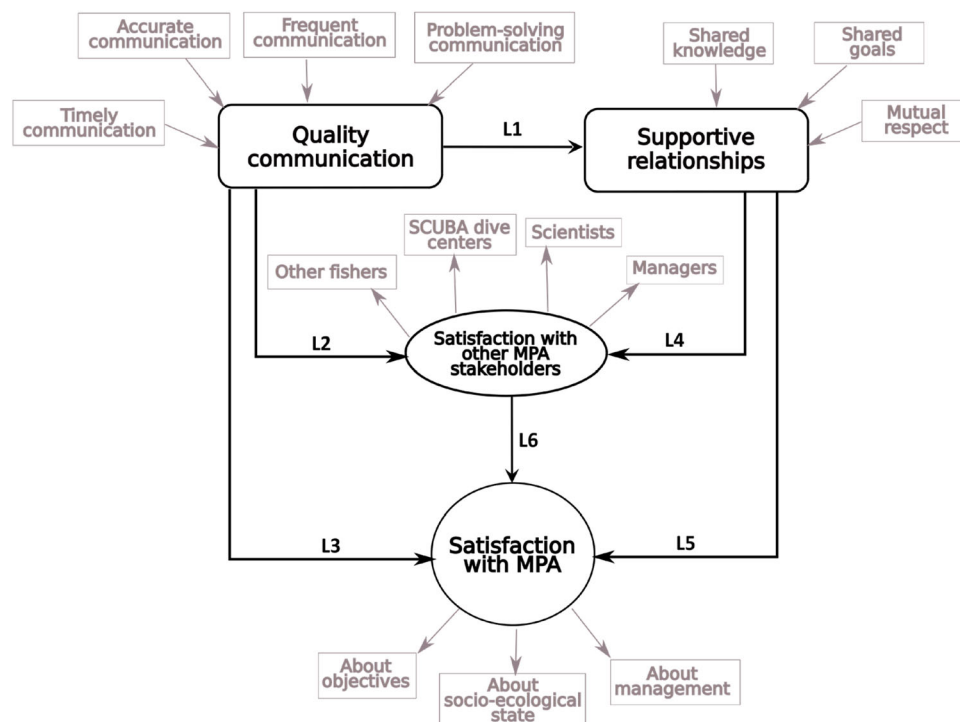 Accurate
communication
Frequent
communication
Problem-solving
communication
Shared
knowledge
Shared
goals
Timely
communication
Mutual
respect
Quality
communication
L1
Supportive
relationships
SCUBA dive
centers
Scientists
Other fishers
Managers
Satisfaction with
other MPA
stakeholders
L2
L4
L6
L3
Satisfaction
with MPA
L5
About
objectives
About
socio-ecological
state
About
management